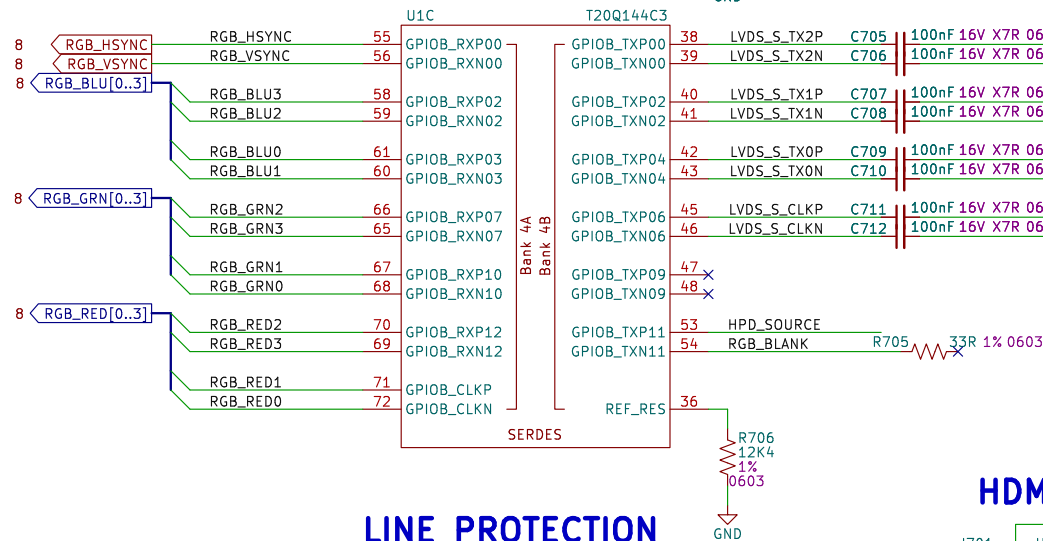 GND
U1C T20Q144C3
8 RGB_HSYNC RGB_HSYNC 55 GPIOB_RXP00 GPIOB_TXP00 38 LVDS_S_TX2P C705 100nF 16V X7R 06
8 RGB_VSYNC RGB_VSYNC 56 GPIOB_RXN00 GPIOB_TXN00 39 LVDS_S_TX2N C706 100nF 16V X7R 06
8 RGB_BLU[0..3]
RGB_BLU3 58 GPIOB_RXP02 GPIOB_TXP02 40 LVDS_S_TX1P C707 100nF 16V X7R 06
RGB_BLU2 59 GPIOB_RXN02 GPIOB_TXN02 41 LVDS_S_TX1N C708 100nF 16V X7R 06
RGB_BLU0 61 GPIOB_RXP03 GPIOB_TXP04 42 LVDS_S_TX0P C709 100nF 16V X7R 06
RGB_BLU1 60 GPIOB_RXN03 GPIOB_TXN04 43 LVDS_S_TX0N C710 100nF 16V X7R 06
8 RGB_GRN[0..3]
RGB_GRN2 66 GPIOB_RXP07 GPIOB_TXP06 45 LVDS_S_CLKP C711 100nF 16V X7R 06
RGB_GRN3 65 GPIOB_RXN07 GPIOB_TXN06 46 LVDS_S_CLKN C712 100nF 16V X7R 06
Bank 4A Bank 4B
RGB_GRN1 67 GPIOB_RXP10 GPIOB_TXP09 47
RGB_GRN0 68 GPIOB_RXN10 GPIOB_TXN09 48
8 RGB_RED[0..3]
RGB_RED2 70 GPIOB_RXP12 GPIOB_TXP11 53 HPD_SOURCE
RGB_RED3 69 GPIOB_RXN12 GPIOB_TXN11 54 RGB_BLANK R705 33R 1% 0603
RGB_RED1 71 GPIOB_CLKP
RGB_RED0 72 GPIOB_CLKN REF_RES 36
SERDES
R706
12K4
1%
0603
GND
HDM
LINE PROTECTION